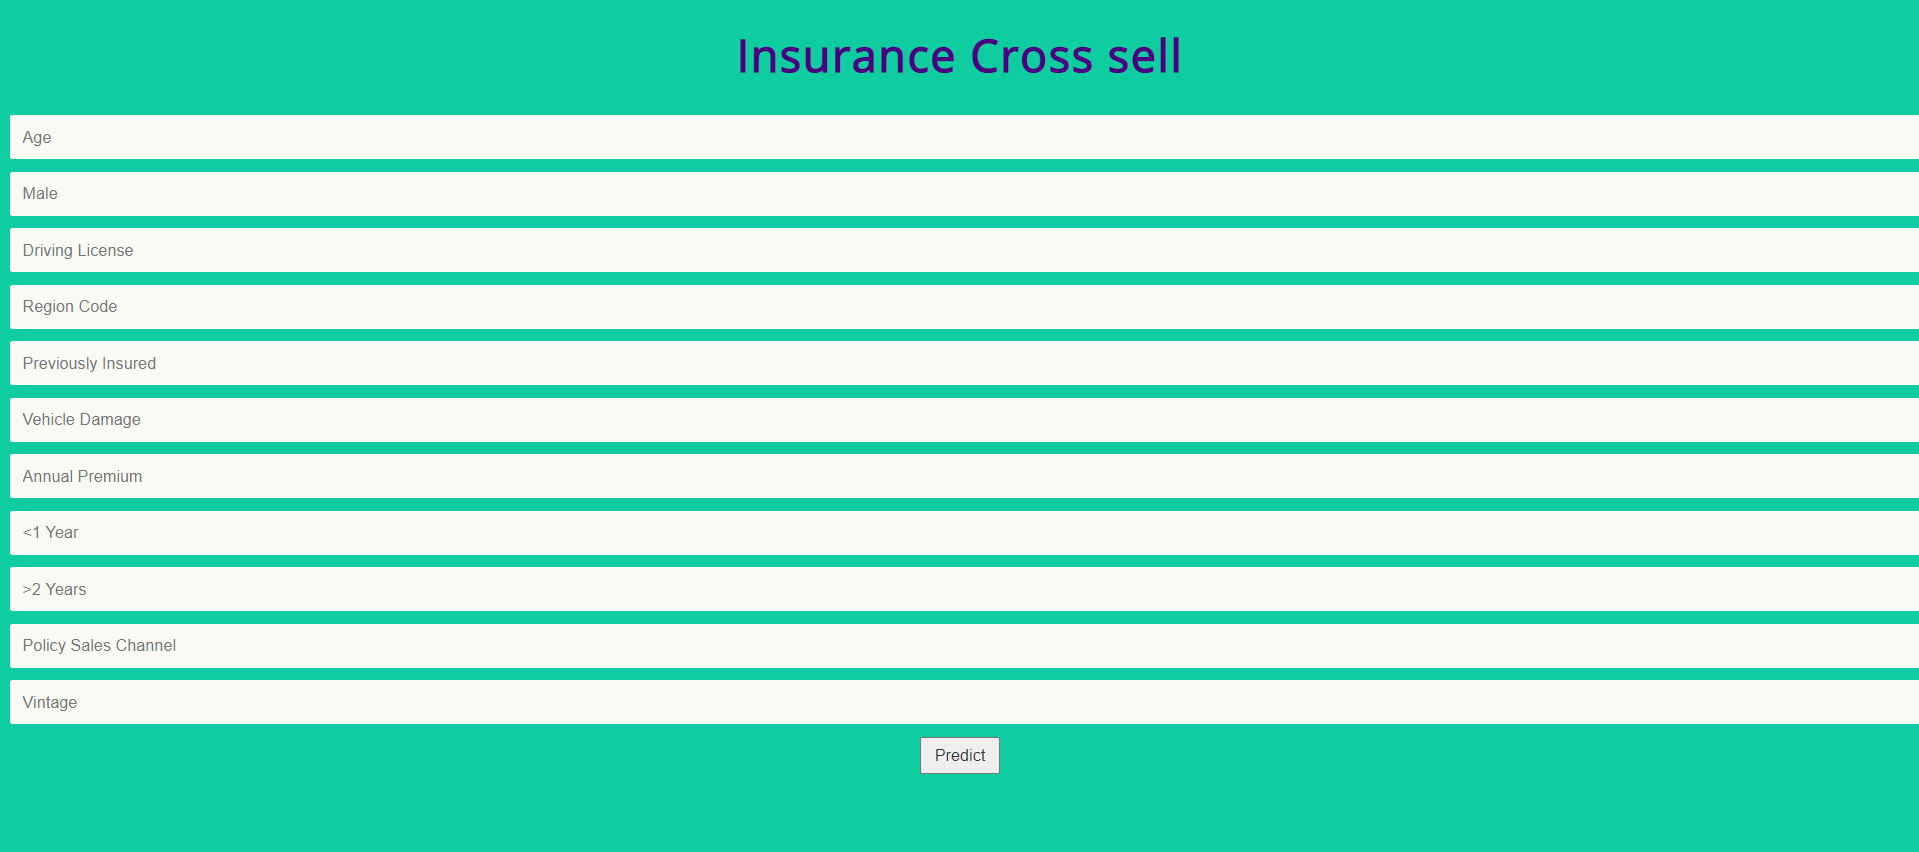 Insurance Cross sell
Age
Male
Driving License
Region Code
Previously Insured
Vehicle Damage
Annual Premium
<1 Year
>2 Years
Policy Sales Channel
Vintage
Predict